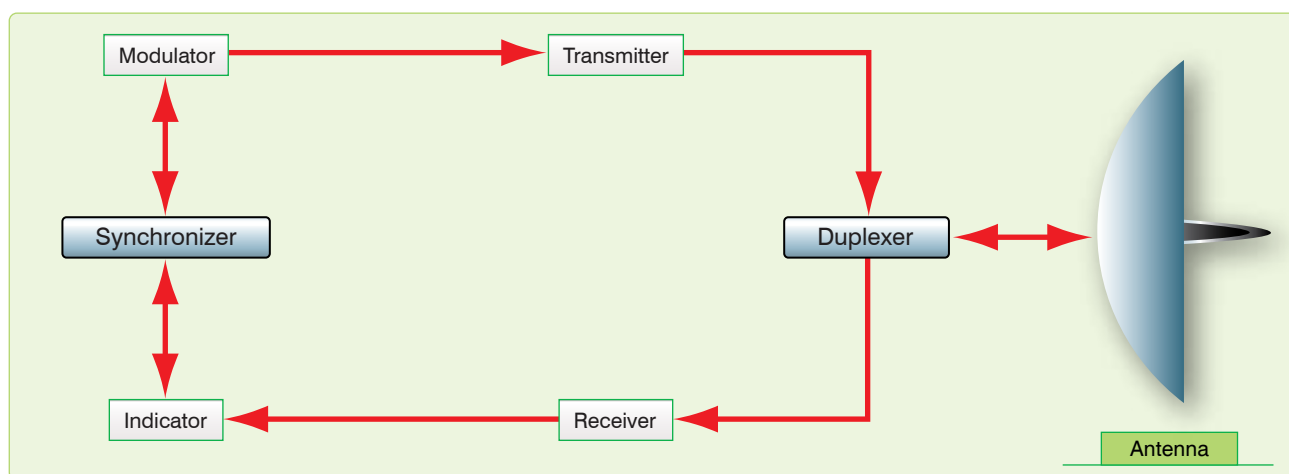 Modulator
Transmitter
Synchronizer
Duplexer
Indicator
Receiver
Antenna